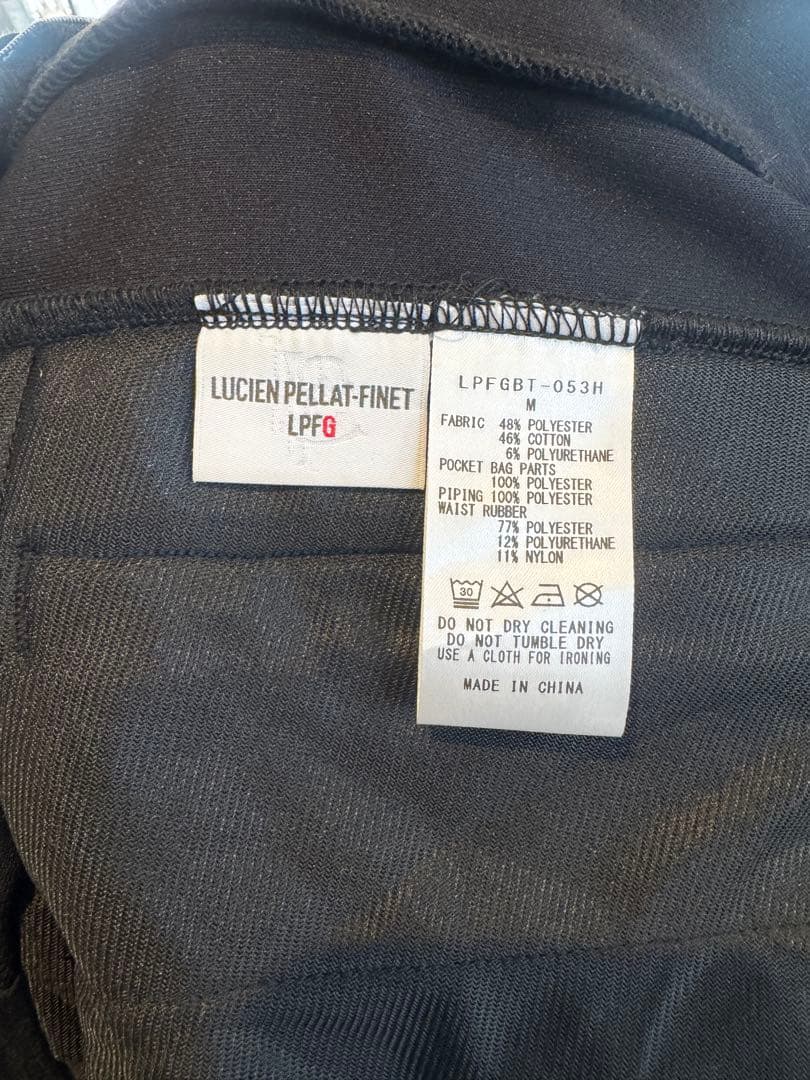 LUCIEN PELLAT-FINET
LPFG
LPFGBT-053H
M
FABRIC 48% POLYESTER
46% COTTON
6% POLYURETHANE
POCKET BAG PARTS
100% POLYESTER
PIPING 100% POLYESTER
WAIST RUBBER
77% POLYESTER
12% POLYURETHANE
11% NYLON
30
DO NOT DRY CLEANING
DO NOT TUMBLE DRY
USE A CLOTH FOR IRONING
MADE IN CHINA